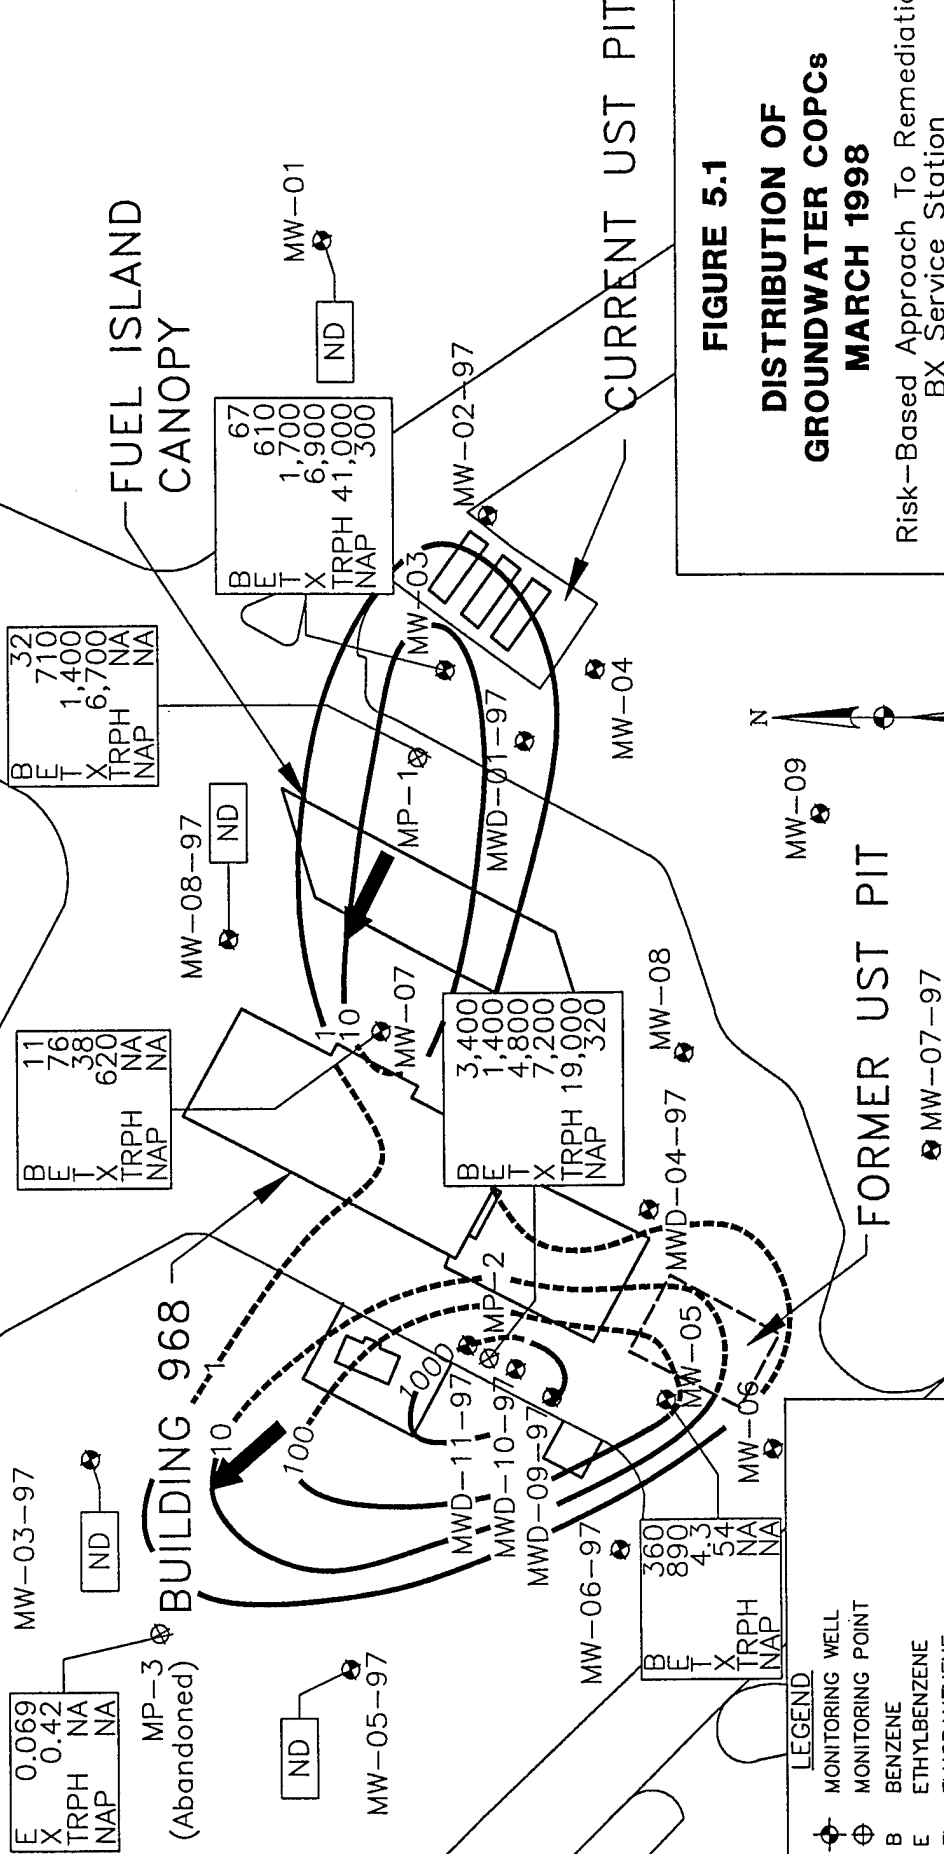 E 0.069
X 0.42
TRPH NA
NAP NA
MP-3
(Abandoned)
MW-03-97
ND
ND
MW-05-97
BUILDING 968
B 11
E 76
T 38
X 620
TRPH NA
NAP NA
MW-08-97
ND
B 32
E 710
T 1,400
X 6,700
TRPH NA
NAP NA
FUEL ISLAND
CANOPY
B 67
E 610
T 1,700
X 6,900
TRPH 41,000
NAP 300
MW-01
ND
MW-02-97
MW-03
MP-1
MWD-01-97
MW-04
CURRENT UST PIT
1
10
MW-07
B 3,400
E 1,400
T 4,800
X 7,200
TRPH 19,000
NAP 320
1
10
100
1000
MP-2
MWD-11-97
MWD-10-97
MWD-09-97
MWD-04-97
MW-08
MW-05
MW-06
MW-06-97
B 360
E 890
T 4.3
X 54
TRPH NA
NAP NA
FORMER UST PIT
MW-07-97
MW-09
N
LEGEND
MONITORING WELL
MONITORING POINT
B BENZENE
E ETHYLBENZENE
FIGURE 5.1
DISTRIBUTION OF
GROUNDWATER COPCs
MARCH 1998
Risk-Based Approach To Remediatio
BX Service Station